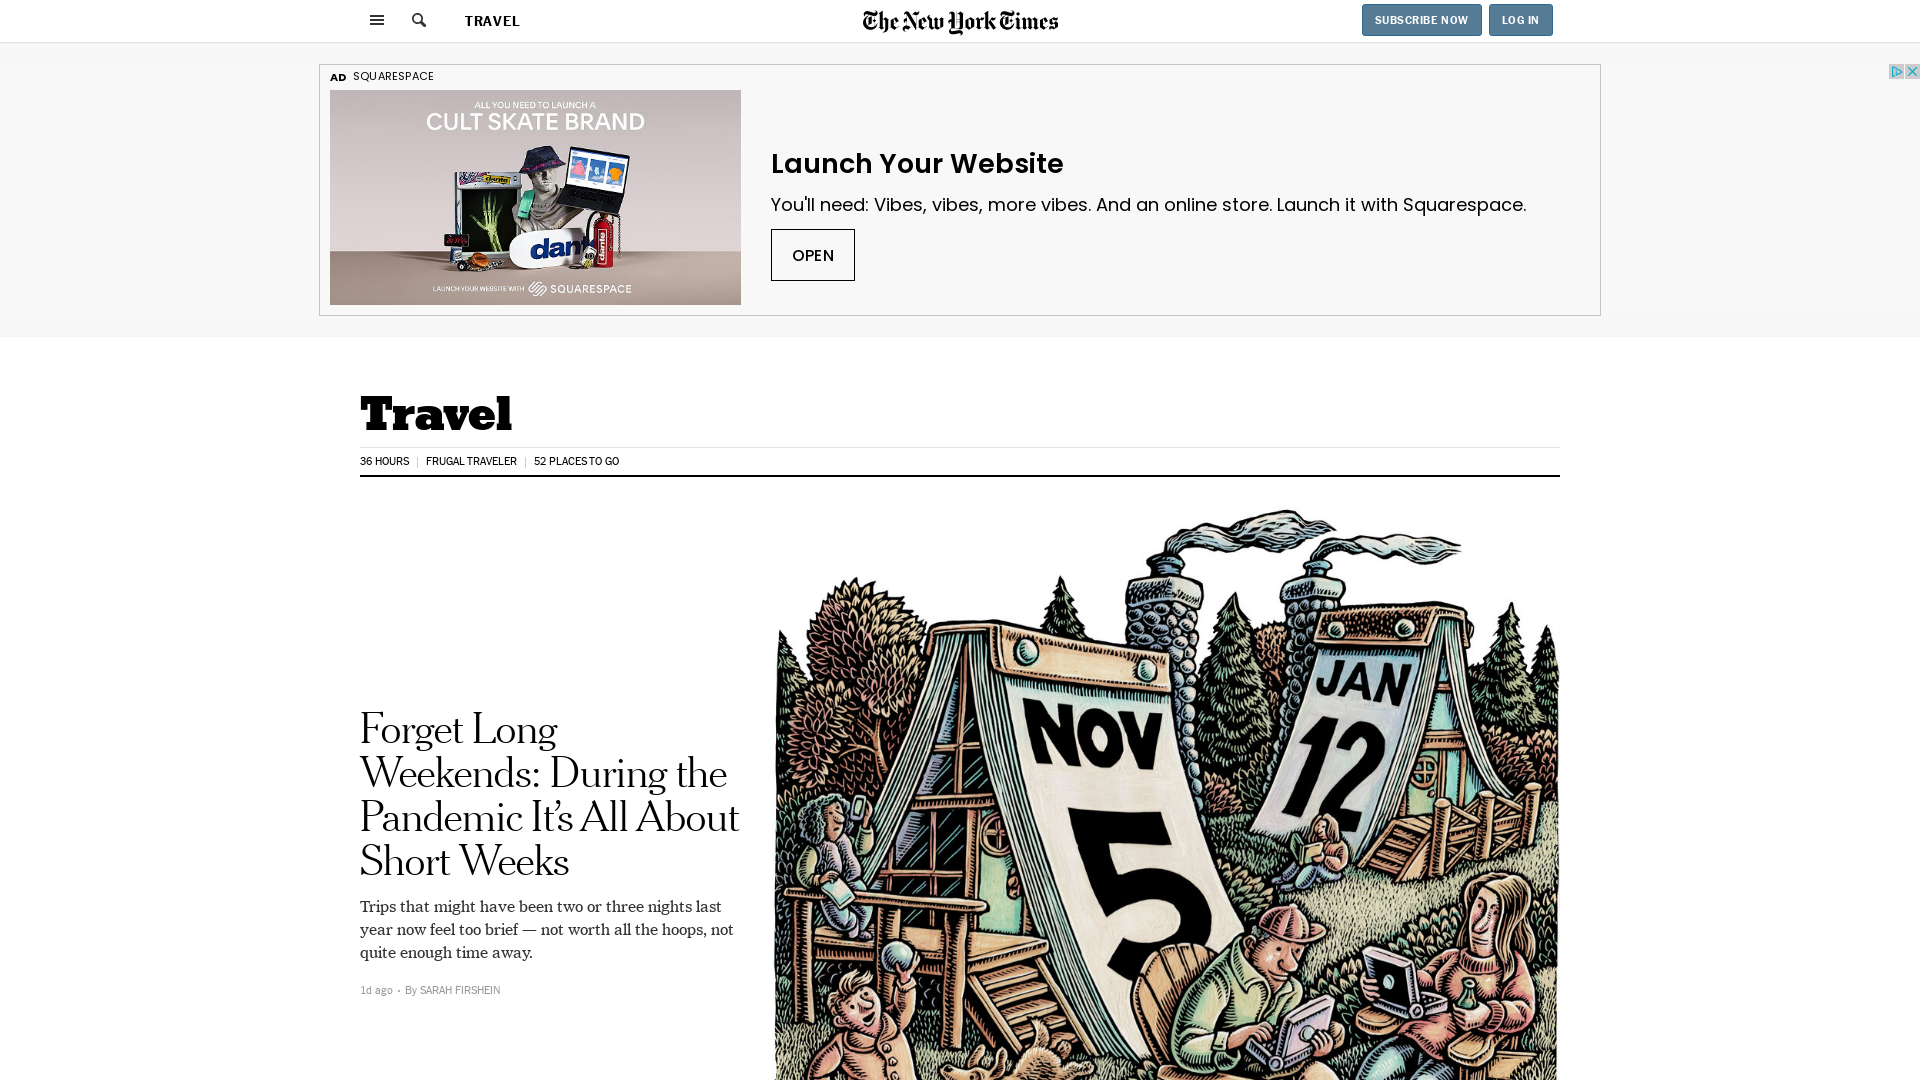 TRAVEL
The New York Times
SUBSCRIBE NOW
LOG IN
AD SQUARESPACE
ALL YOU NEED TO LAUNCH A
CULT SKATE BRAND
dante
LAUNCH YOUR WEBSITE WITH SQUARESPACE
Launch Your Website
You'll need: Vibes, vibes, more vibes. And an online store. Launch it with Squarespace.
OPEN
Travel
36 HOURS
FRUGAL TRAVELER
52 PLACES TO GO
Forget Long
Weekends: During the
Pandemic It’s All About
Short Weeks
Trips that might have been two or three nights last
year now feel too brief — not worth all the hoops, not
quite enough time away.
1d ago • By SARAH FIRSHEIN
NOV
5
JAN
12